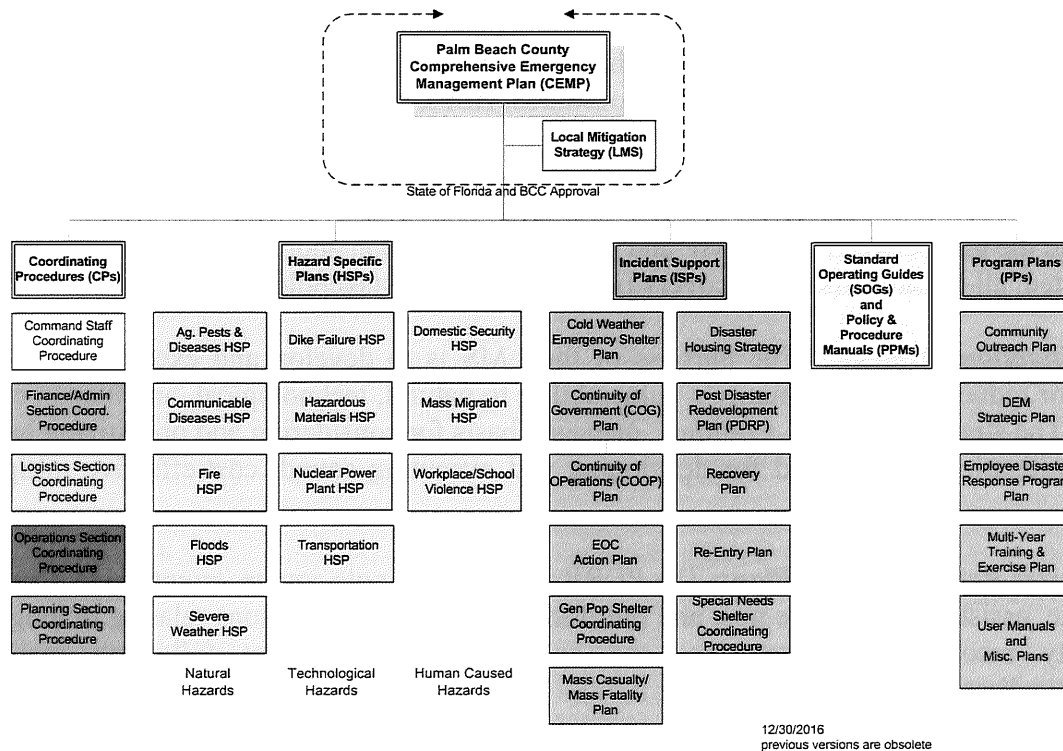 Palm Beach County
Comprehensive Emergency
Management Plan (CEMP)
Local Mitigation
Strategy (LMS)
State of Florida and BCC Approval
Coordinating
Procedures (CPs)
Command Staff
Coordinating
Procedure
Finance/Admin
Section Coord.
Procedure
Logistics Section
Coordinating
Procedure
Operations Section
Coordinating
Procedure
Planning Section
Coordinating
Procedure
Hazard Specific
Plans (HSPs)
Ag. Pests &
Diseases HSP
Communicable
Diseases HSP
Fire
HSP
Floods
HSP
Severe
Weather HSP
Natural
Hazards
Dike Failure HSP
Hazardous
Materials HSP
Nuclear Power
Plant HSP
Transportation
HSP
Technological
Hazards
Domestic Security
HSP
Mass Migration
HSP
Workplace/School
Violence HSP
Human Caused
Hazards
Incident Support
Plans (ISPs)
Cold Weather
Emergency Shelter
Plan
Continuity of
Government (COG)
Plan
Continuity of
OPerations (COOP)
Plan
EOC
Action Plan
Gen Pop Shelter
Coordinating
Procedure
Mass Casualty/
Mass Fatality
Plan
Disaster
Housing Strategy
Post Disaster
Redevelopment
Plan (PDRP)
Recovery
Plan
Re-Entry Plan
Special Needs
Shelter
Coordinating
Procedure
Standard
Operating Guides
(SOGs)
and
Policy &
Procedure
Manuals (PPMs)
Program Plans
(PPs)
Community
Outreach Plan
DEM
Strategic Plan
Employee Disaster
Response Program
Plan
Multi-Year
Training &
Exercise Plan
User Manuals
and
Misc. Plans
12/30/2016
previous versions are obsolete